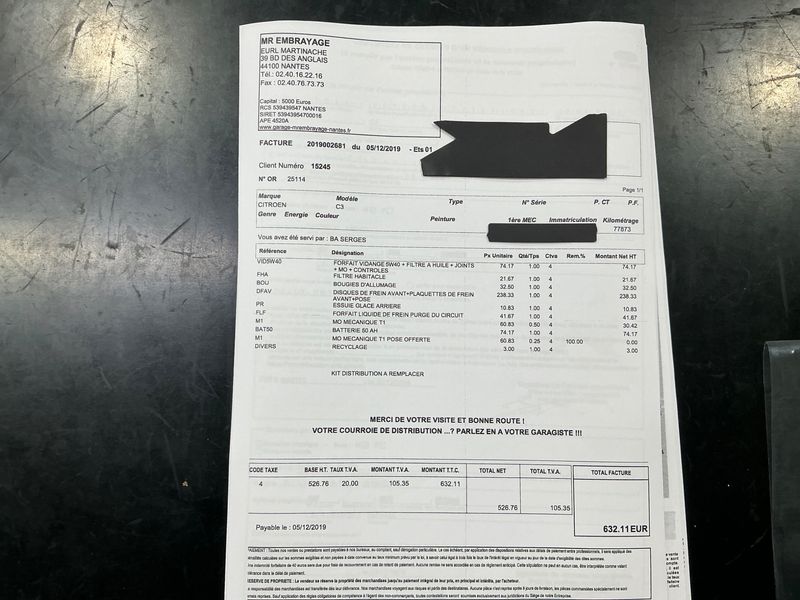 MR EMBRAYAGE
EURL MARTINACHE
39 BD DES ANGLAIS
44100 NANTES
Tél.: 02.40.16.22.16
Fax : 02.40.76.73.73
Capital : 5000 Euros
RCS 539439547 NANTES
SIRET 53943954700016
APE 4520A
www.garage-mrembrayage-nantes.fr
FACTURE 2019002681 du 05/12/2019 - Ets 01
Client Numéro 15245
N° OR 25114
Page 1/1
Marque Modèle Type N° Série P. CT P.F.
CITROEN C3
Genre Energie Couleur Peinture 1ère MEC Immatriculation Kilométrage
77873
Vous avez été servi par : BA SERGES
Référence Désignation Px Unitaire Qté/Tps Clvs Rem.% Montant Net HT
VID5W40 FORFAIT VIDANGE 5W40 + FILTRE A HUILE + JOINTS 74.17 1.00 4 74.17
+ MO + CONTROLES
FHA FILTRE HABITACLE 21.67 1.00 4 21.67
BOU BOUGIES D'ALLUMAGE 32.50 1.00 4 32.50
DFAV DISQUES DE FREIN AVANT+PLAQUETTES DE FREIN 238.33 1.00 4 238.33
AVANT+POSE
PR ESSUIE GLACE ARRIERE 10.83 1.00 4 10.83
FLF FORFAIT LIQUIDE DE FREIN PURGE DU CIRCUIT 41.67 1.00 4 41.67
M1 MO MECANIQUE T1 60.83 0.50 4 30.42
BAT50 BATTERIE 50 AH 74.17 1.00 4 74.17
M1 MO MECANIQUE T1 POSE OFFERTE 60.83 0.25 4 100.00 0.00
DIVERS RECYCLAGE 3.00 1.00 4 3.00
KIT DISTRIBUTION A REMPLACER
MERCI DE VOTRE VISITE ET BONNE ROUTE !
VOTRE COURROIE DE DISTRIBUTION ...? PARLEZ EN A VOTRE GARAGISTE !!!
CODE TAXE BASE H.T. TAUX T.V.A. MONTANT T.V.A. MONTANT T.T.C. TOTAL NET TOTAL T.V.A. TOTAL FACTURE
4 526.76 20.00 105.35 632.11
526.76 105.35
632.11 EUR
Payable le : 05/12/2019